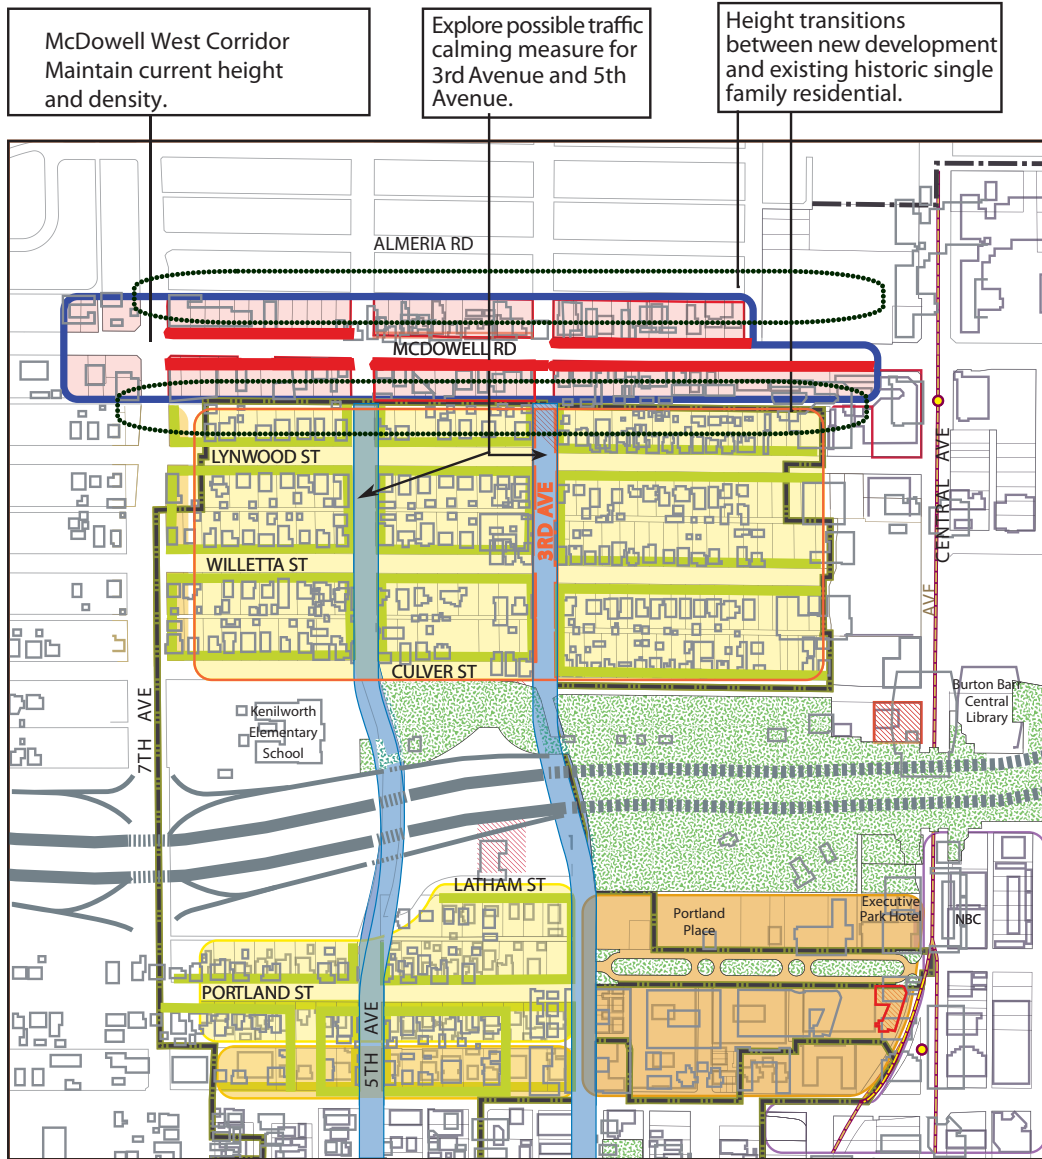 McDowell West Corridor
Maintain current height
and density.
Explore possible traffic
calming measure for
3rd Avenue and 5th
Avenue.
Height transitions
between new development
and existing historic single
family residential.
ALMERIA RD
MCDOWELL RD
LYNWOOD ST
3RD AVE
CENTRAL AVE
WILLETTA ST
AVE
CULVER ST
7TH AVE
Kenilworth
Elementary
School
Burton Barr
Central
Library
LATHAM ST
Portland
Place
Executive
Park Hotel
NBC
PORTLAND ST
5TH AVE